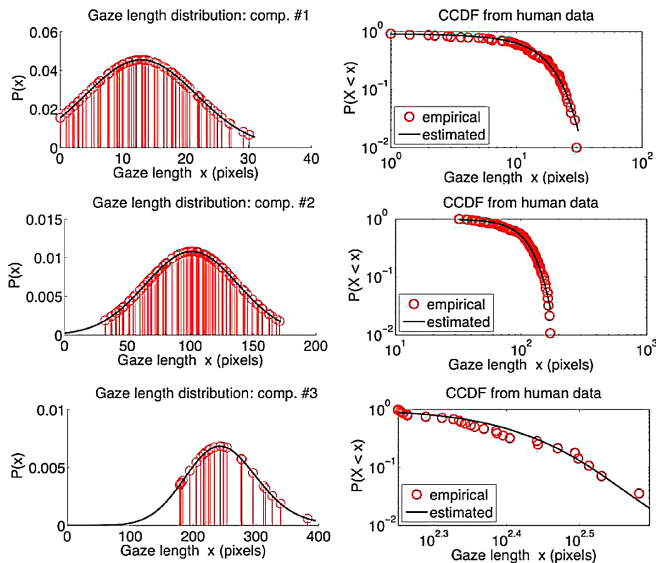 Gaze length distribution: comp. #1
P(x)
0.06
0.04
0.02
0
0
10
20
30
40
Gaze length x (pixels)
CCDF from human data
P(X < x)
10^0
10^-1
10^-2
empirical
estimated
10^0
10^1
10^2
Gaze length x (pixels)
Gaze length distribution: comp. #2
P(x)
0.015
0.01
0.005
0
0
50
100
150
200
Gaze length x (pixels)
CCDF from human data
P(X < x)
10^0
10^-1
10^-2
empirical
estimated
10^1
10^2
10^3
Gaze length x (pixels)
Gaze length distribution: comp. #3
P(x)
0.01
0.005
0
0
100
200
300
400
Gaze length x (pixels)
CCDF from human data
P(X < x)
10^0
10^-1
10^-2
empirical
estimated
10^2.3
10^2.4
10^2.5
Gaze length x (pixels)